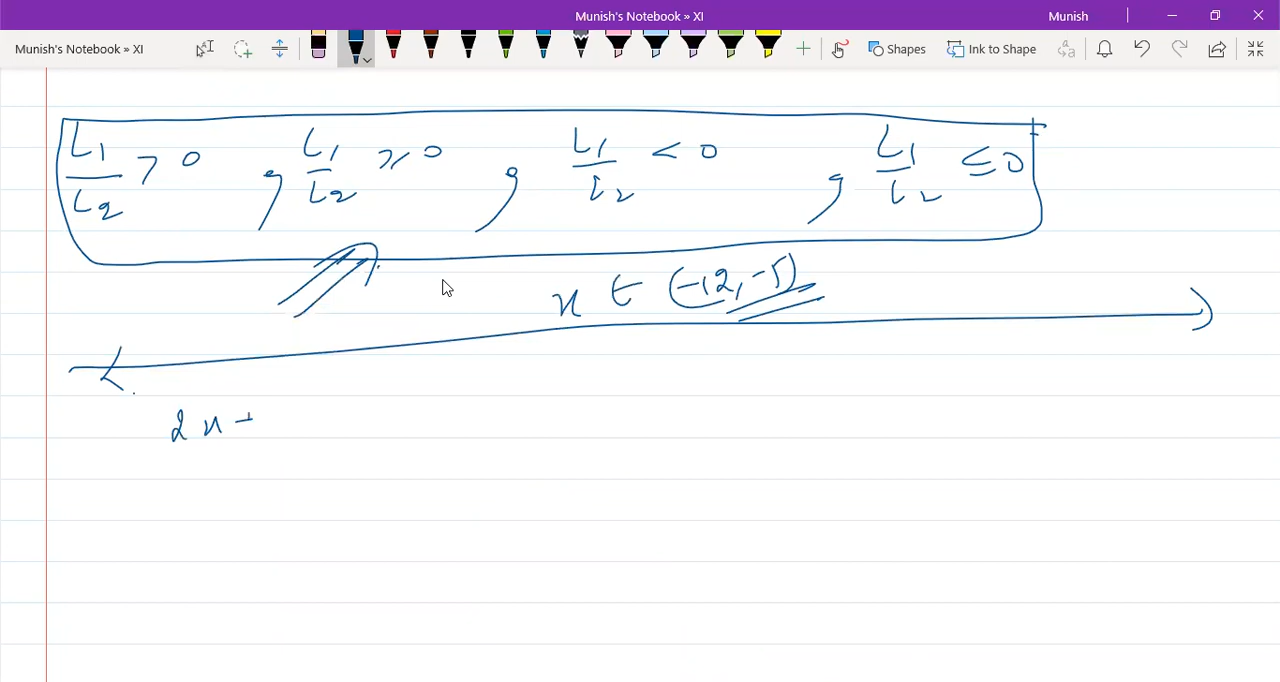 Munish's Notebook » XI
Munish
Munish's Notebook » XI
Shapes
Ink to Shape
L1/L2 > 0 , L1/L2 ≥ 0 , L1/L2 < 0 , L1/L2 ≤ 0
x ∈ (-12, -5)
2x -